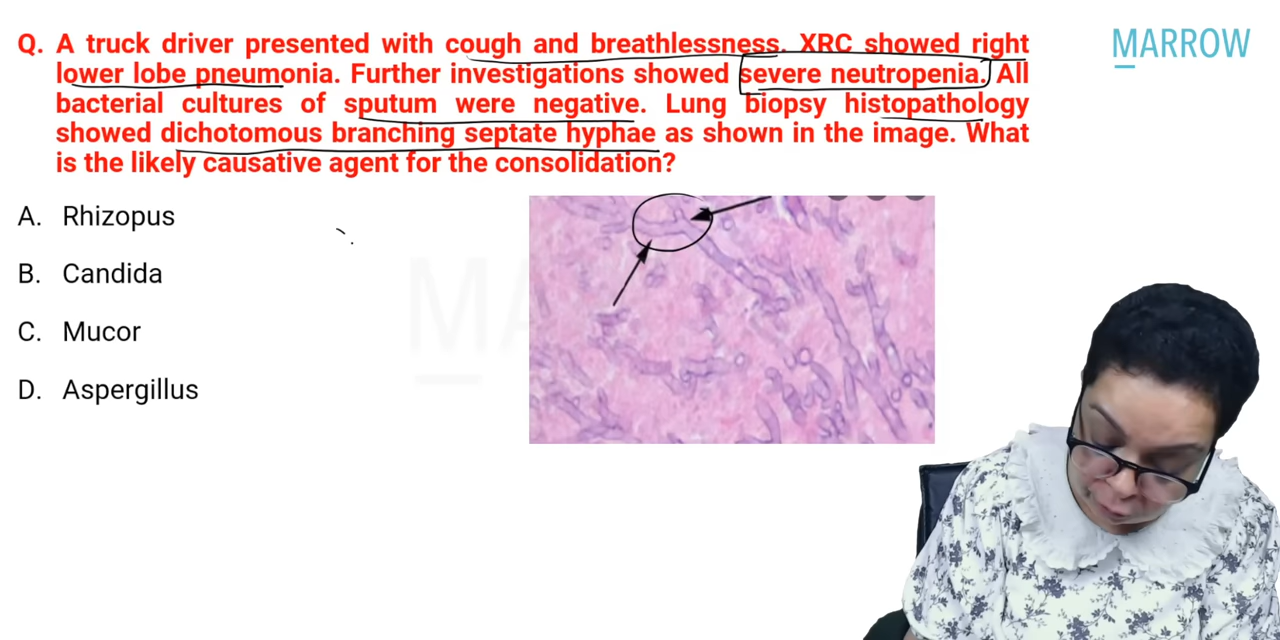 MARROW
Q. A truck driver presented with cough and breathlessness. XRC showed right
lower lobe pneumonia. Further investigations showed severe neutropenia. All
bacterial cultures of sputum were negative. Lung biopsy histopathology
showed dichotomous branching septate hyphae as shown in the image. What
is the likely causative agent for the consolidation?
A. Rhizopus
B. Candida
C. Mucor
D. Aspergillus